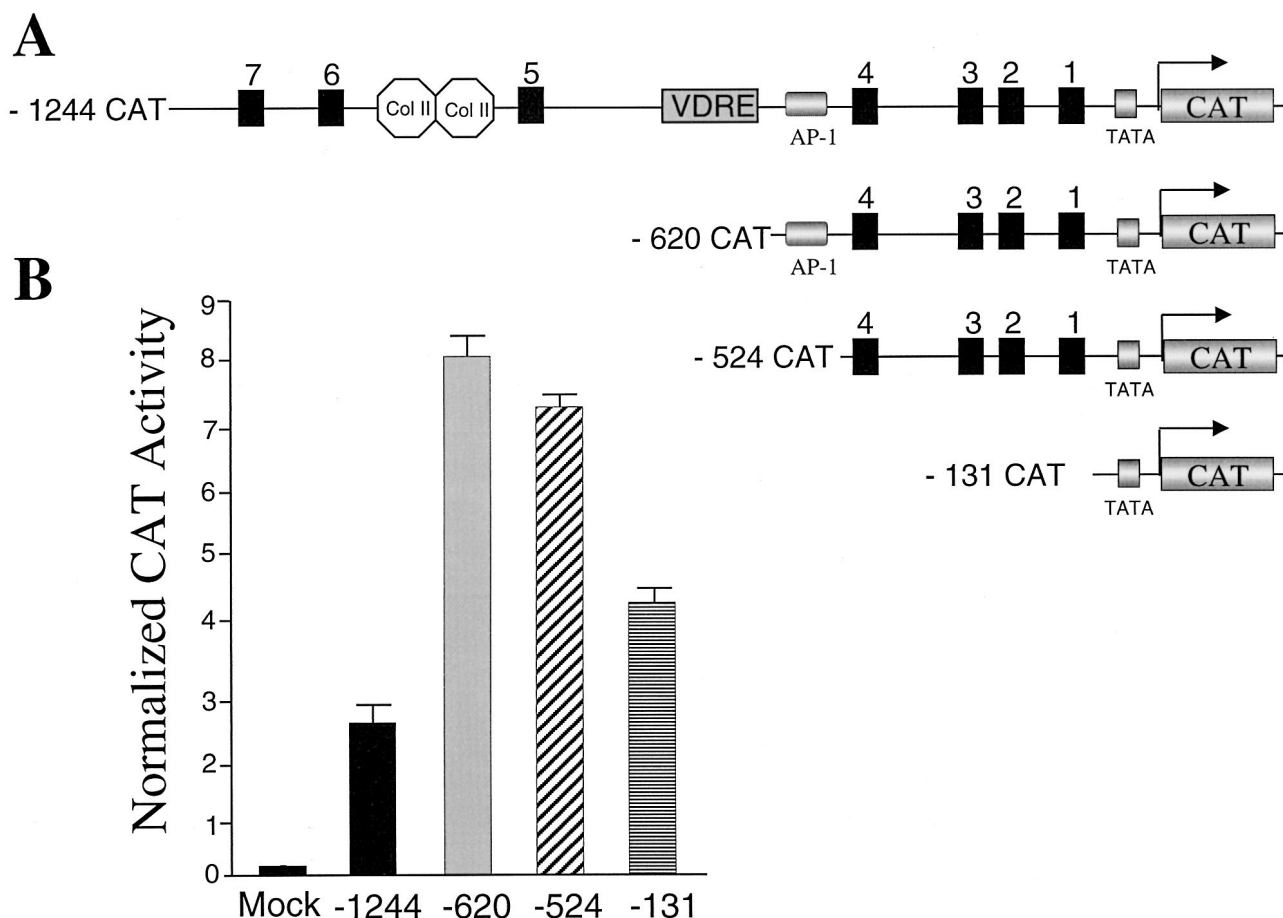 A
7 6 5 4 3 2 1
- 1244 CAT Col II Col II VDRE CAT
AP-1 TATA
4 3 2 1
- 620 CAT CAT
AP-1 TATA
B
4 3 2 1
- 524 CAT CAT
TATA
- 131 CAT CAT
TATA
Normalized CAT Activity
9
8
7
6
5
4
3
2
1
0
Mock -1244 -620 -524 -131